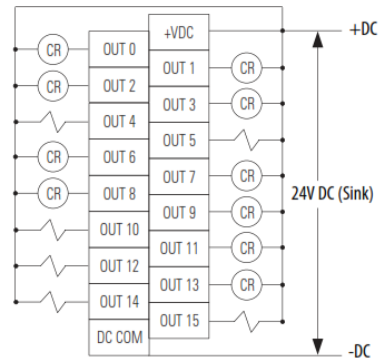 +VDC
+DC
CR
OUT 0
OUT 1
CR
CR
OUT 2
OUT 3
CR
OUT 4
OUT 5
CR
OUT 6
OUT 7
CR
CR
OUT 8
24V DC (Sink)
OUT 9
CR
OUT 10
OUT 11
CR
OUT 12
OUT 13
CR
OUT 14
OUT 15
DC COM
-DC